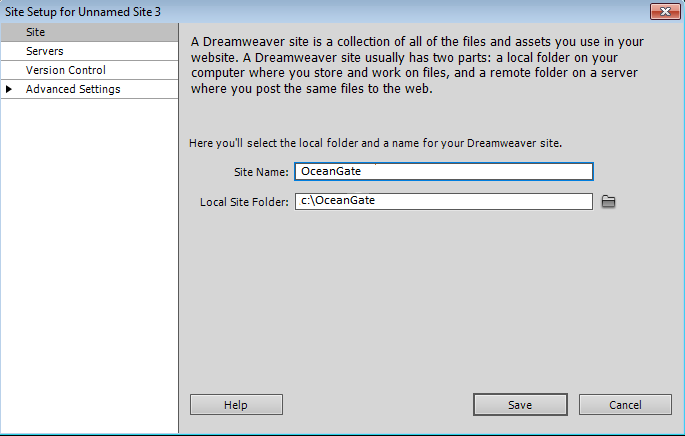 Site Setup for Unnamed Site 3
Site
Servers
Version Control
Advanced Settings
A Dreamweaver site is a collection of all of the files and assets you use in your
website. A Dreamweaver site usually has two parts: a local folder on your
computer where you store and work on files, and a remote folder on a server
where you post the same files to the web.
Here you'll select the local folder and a name for your Dreamweaver site.
Site Name: OceanGate
Local Site Folder: c:\OceanGate
Help Save Cancel